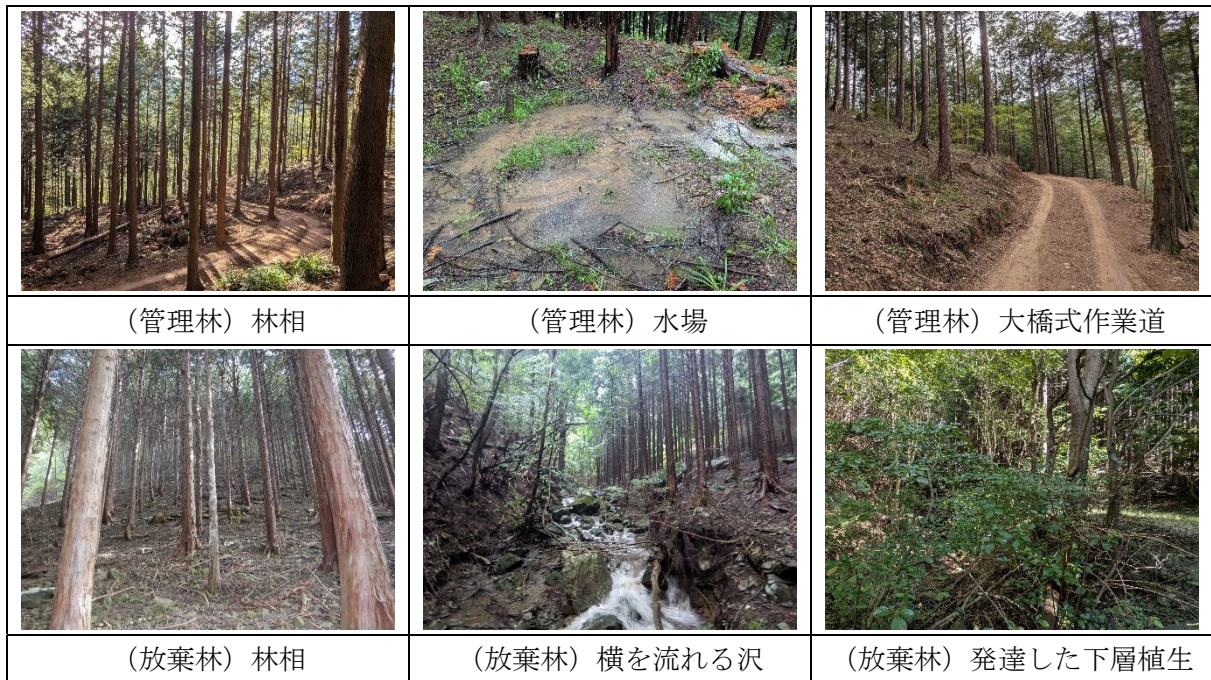 (管理林)林相
(管理林)水場
(管理林)大橋式作業道
(放棄林)林相
(放棄林)横を流れる沢
(放棄林)発達した下層植生